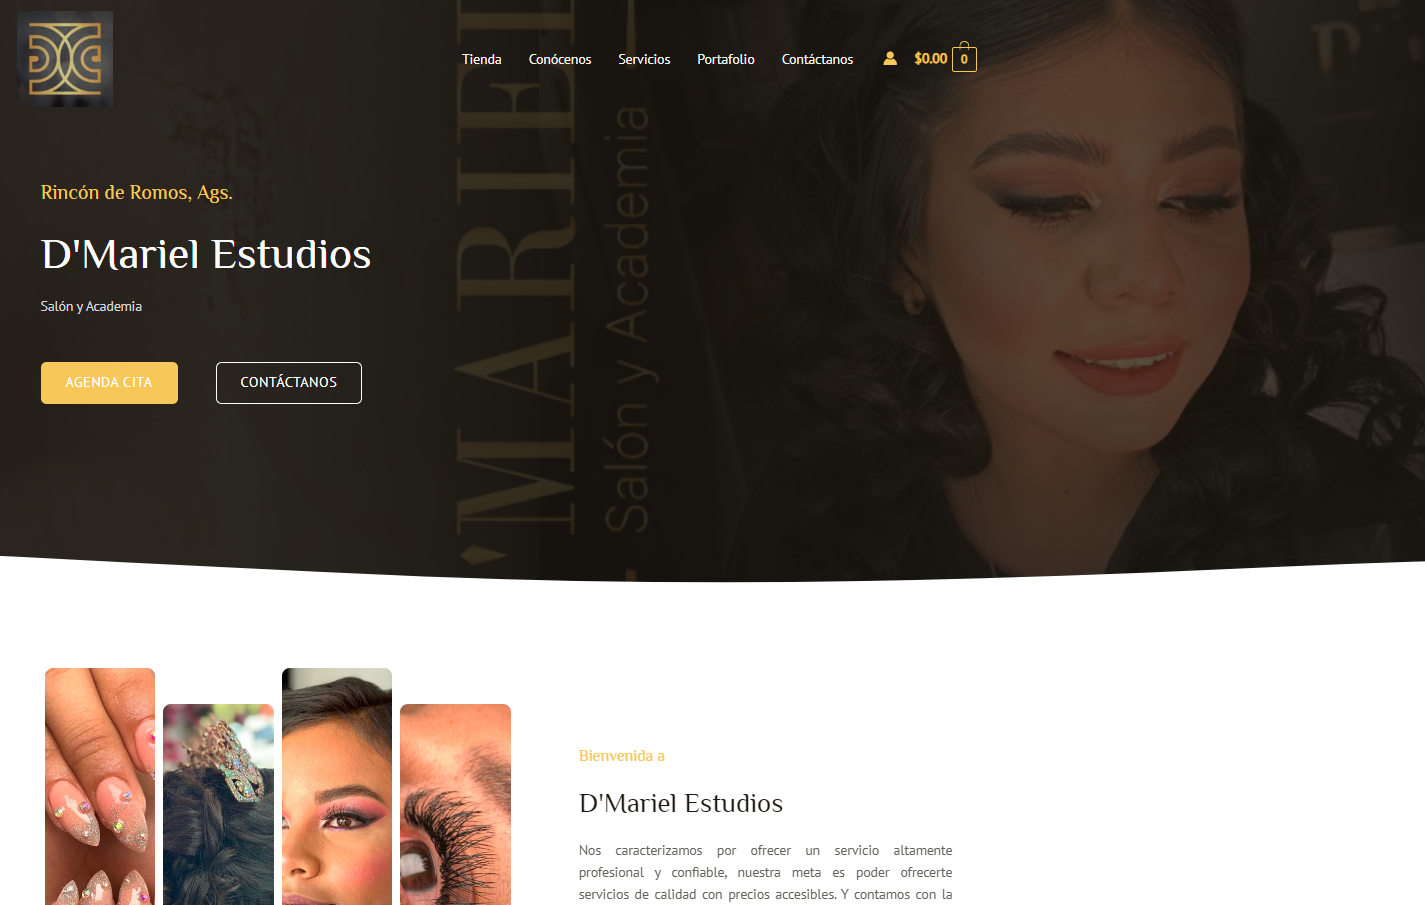 Tienda
Conócenos
Servicios
Portafolio
Contáctanos
$0.00
0
Rincón de Romos, Ags.
D'Mariel Estudios
Salón y Academia
AGENDA CITA
CONTÁCTANOS
'MARIEL
Salón y Academia
Bienvenida a
D'Mariel Estudios
Nos caracterizamos por ofrecer un servicio altamente
profesional y confiable, nuestra meta es poder ofrecerte
servicios de calidad con precios accesibles. Y contamos con la